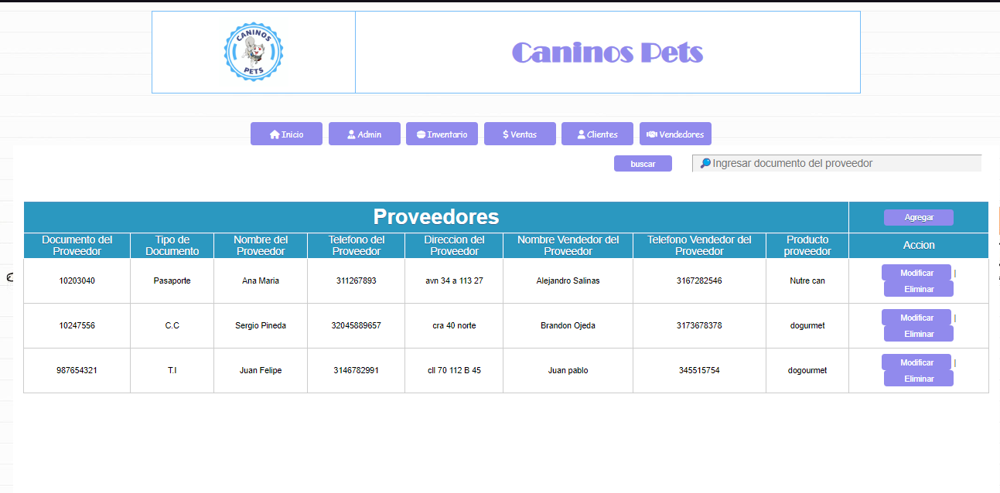 CANINOS
PETS
Caninos Pets
Inicio
Admin
Inventario
$ Ventas
Clientes
Vendedores
buscar
Ingresar documento del proveedor
Proveedores
Agregar
Documento del
Proveedor
Tipo de
Documento
Nombre del
Proveedor
Telefono del
Proveedor
Direccion del
Proveedor
Nombre Vendedor del
Proveedor
Telefono Vendedor del
Proveedor
Producto
proveedor
Accion
10203040
Pasaporte
Ana Maria
311267893
avn 34 a 113 27
Alejandro Salinas
3167282546
Nutre can
Modificar |
Eliminar
10247556
C.C
Sergio Pineda
32045889657
cra 40 norte
Brandon Ojeda
3173678378
dogurmet
Modificar |
Eliminar
987654321
T.I
Juan Felipe
3146782991
cll 70 112 B 45
Juan pablo
345515754
dogourmet
Modificar |
Eliminar